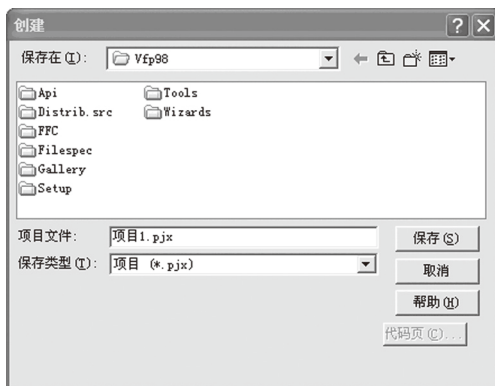 创建
保存在(I): Vfp98
Api Tools
Distrib.src Wizards
FFC
Filespec
Gallery
Setup
项目文件: 项目1.pjx 保存(S)
保存类型(T): 项目 (*.pjx) 取消
帮助(H)
代码页(C)...